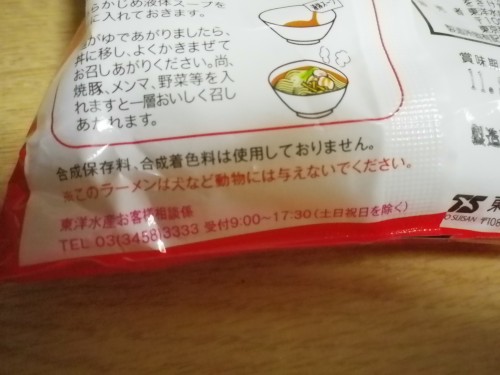 らかじめ液体スープを
に入れておきます。
がゆであがりましたら、
丼に移し、よくかきまぜて
お召しあがりください。尚、
焼豚、メンマ、野菜等を入
れますと一層おいしく召し
あがれます。
賞味期
11.
合成保存料、合成着色料は使用しておりません。
※このラーメンは犬など動物には与えないでください。
東洋水産お客様相談係
TEL 03(3458)3333 受付9:00~17:30(土日祝日を除く)
SUISAN
〒108